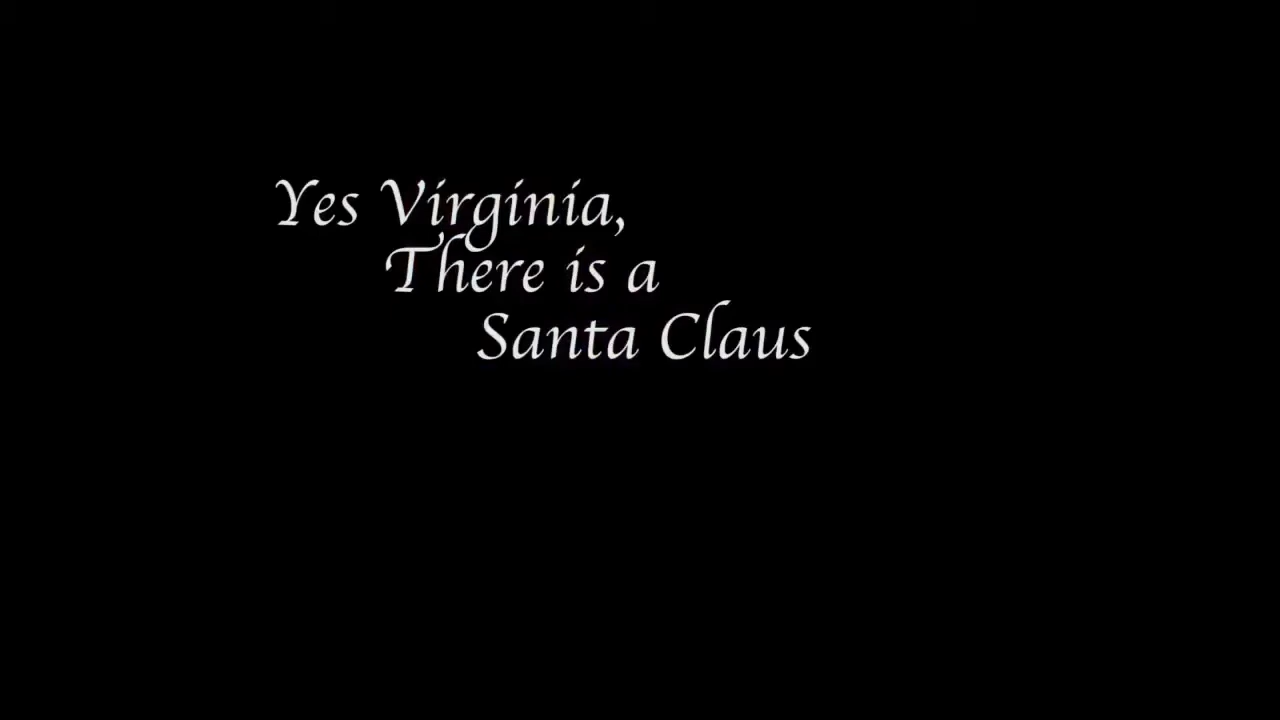 Yes Virginia,
There is a
Santa Claus